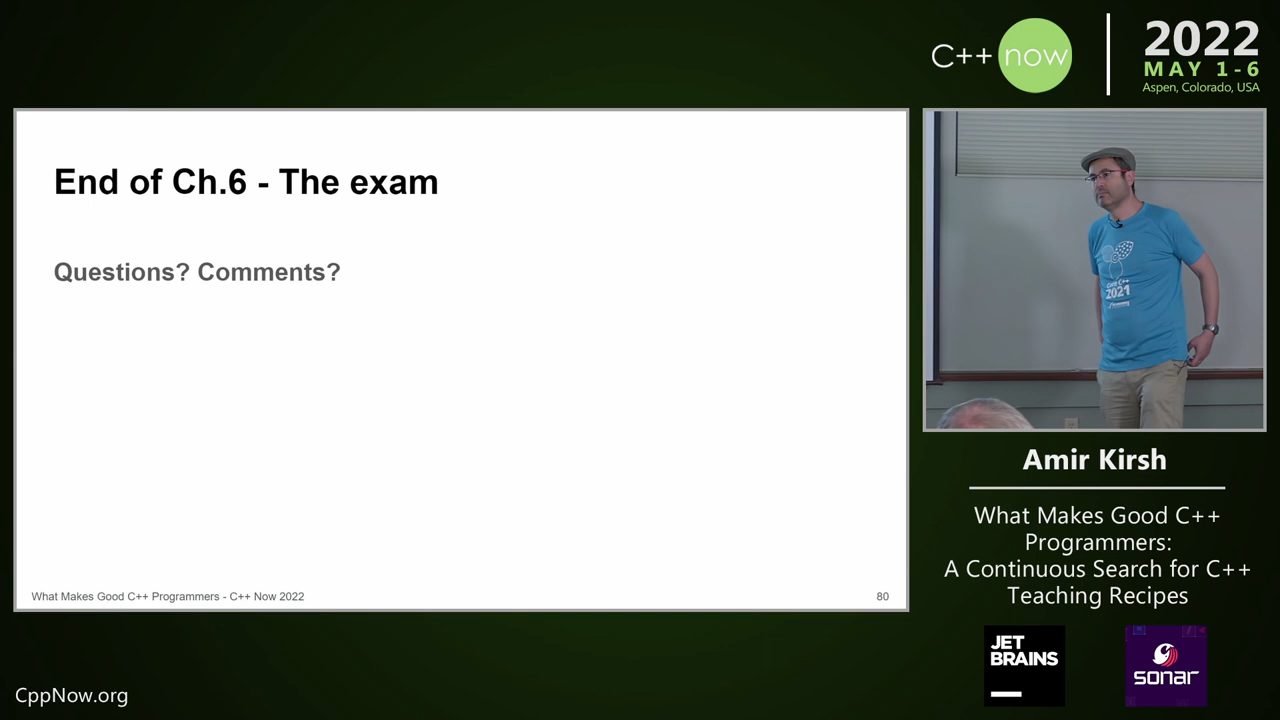 C++ now
2022
MAY 1-6
Aspen, Colorado, USA
End of Ch.6 - The exam
Questions? Comments?
What Makes Good C++ Programmers - C++ Now 2022
80
2021
Amir Kirsh
What Makes Good C++
Programmers:
A Continuous Search for C++
Teaching Recipes
JET
BRAINS
sonar
CppNow.org